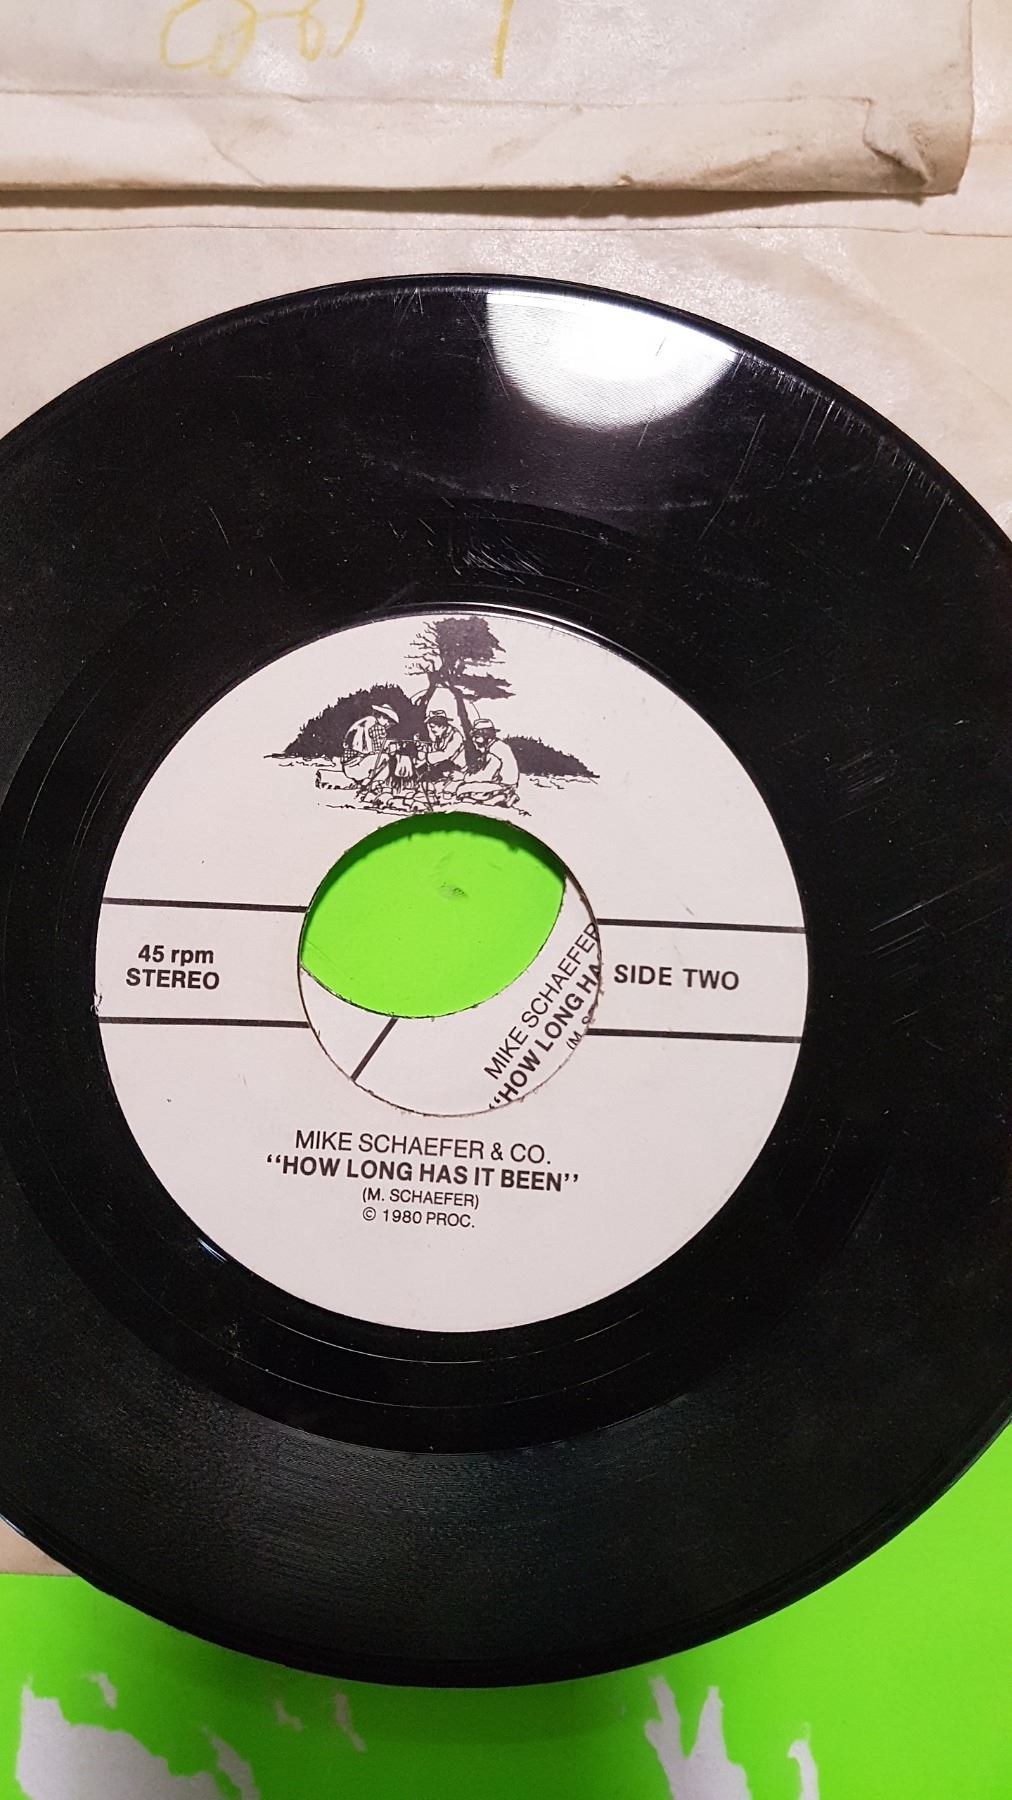 45 rpm
STEREO
SIDE TWO
MIKE SCHAEFER
"HOW LONG HA
(M. S
MIKE SCHAEFER & CO.
"HOW LONG HAS IT BEEN"
(M. SCHAEFER)
© 1980 PROC.